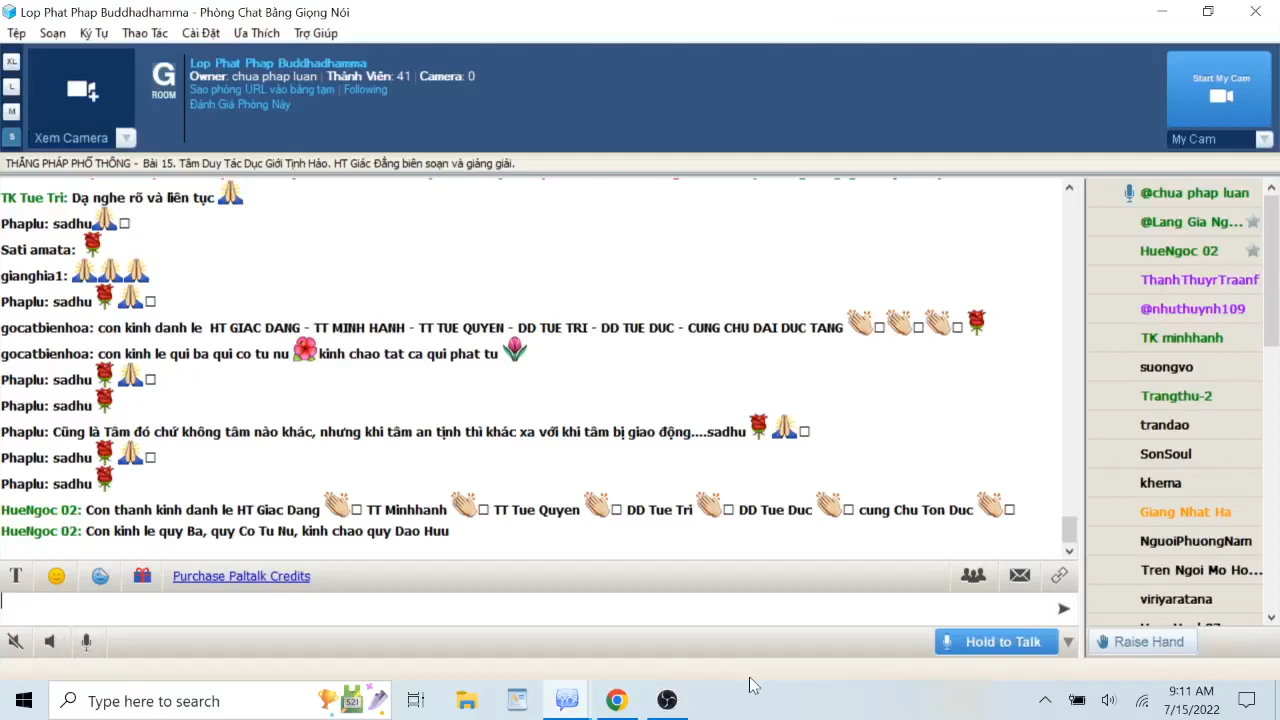 Lop Phat Phap Buddhadhamma - Phòng Chat Bằng Giọng Nói
Tệp Soạn Ký Tự Thao Tác Cài Đặt Ưa Thích Trợ Giúp
XL
L
M
S
Xem Camera
G
ROOM
Lop Phat Phap Buddhadhamma
Owner: chua phap luan | Thành Viên: 41 | Camera: 0
Sao phòng URL vào bảng tạm | Following
Đánh Giá Phòng Này
Start My Cam
My Cam
THẮNG PHÁP PHỔ THÔNG - Bài 15. Tâm Duy Tác Dục Giới Tịnh Hảo. HT Giác Đẳng biên soạn và giảng giải.
TK Tue Tri: Dạ nghe rõ và liên tục
Phaplu: sadhu
Sati amata:
gianghia1:
Phaplu: sadhu
gocatbienhoa: con kinh danh le HT GIAC DANG - TT MINH HANH - TT TUE QUYEN - DD TUE TRI - DD TUE DUC - CUNG CHU DAI DUC TANG
gocatbienhoa: con kinh le qui ba qui co tu nu kinh chao tat ca qui phat tu
Phaplu: sadhu
Phaplu: sadhu
Phaplu: Cũng là Tâm đó chứ không tâm nào khác, nhưng khi tâm an tịnh thì khác xa với khi tâm bị giao động....sadhu
Phaplu: sadhu
Phaplu: sadhu
HueNgoc 02: Con thanh kinh danh le HT Giac Dang TT Minhhanh TT Tue Quyen DD Tue Tri DD Tue Duc cung Chu Ton Duc
HueNgoc 02: Con kinh le quy Ba, quy Co Tu Nu, kinh chao quy Dao Huu
@chua phap luan
@Lang Gia Ng...
HueNgoc 02
ThanhThuyrTraanf
@nhuthuynh109
TK minhhanh
suongvo
Trangthu-2
trandao
SonSoul
khema
Giang Nhat Ha
NguoiPhuongNam
Tren Ngoi Mo Ho...
viriyaratana
T Purchase Paltalk Credits
Hold to Talk
Raise Hand
Type here to search
521
9:11 AM
7/15/2022